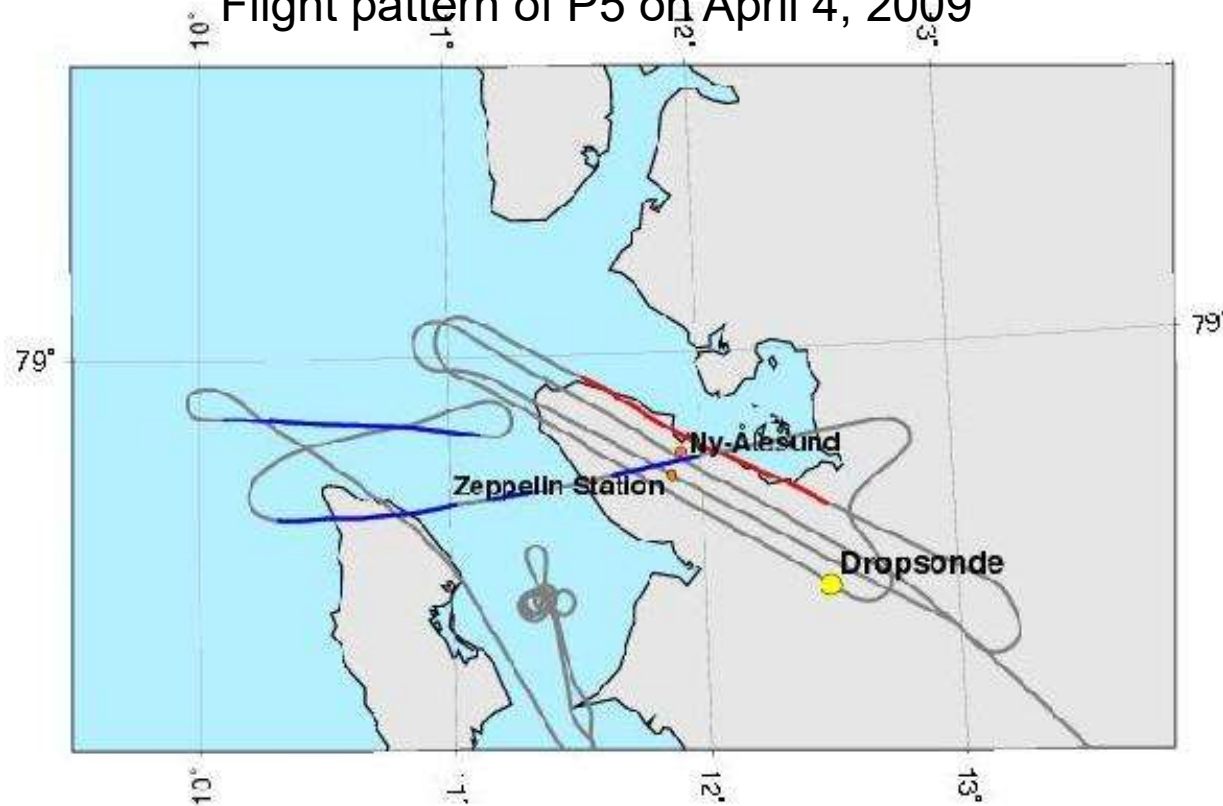 Flight pattern of P5 on April 4, 2009
10° 11° 12° 13°
79°
79°
Ny-Ålesund
Zeppelin Station
Dropsonde
10° 11° 12° 13°